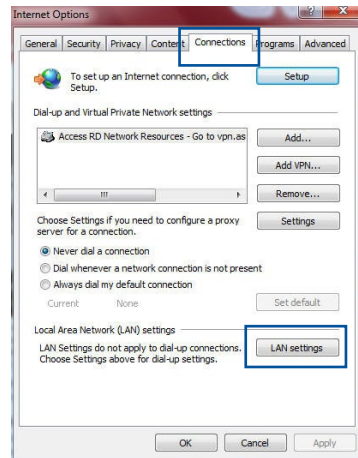 Internet Options
General Security Privacy Content Connections Programs Advanced
To set up an Internet connection, click
Setup.
Setup
Dial-up and Virtual Private Network settings
Access RD Network Resources - Go to vpn.as
Add...
Add VPN...
Remove...
Choose Settings if you need to configure a proxy
server for a connection.
Settings
Never dial a connection
Dial whenever a network connection is not present
Always dial my default connection
Current None
Set default
Local Area Network (LAN) settings
LAN Settings do not apply to dial-up connections.
Choose Settings above for dial-up settings.
LAN settings
OK Cancel Apply